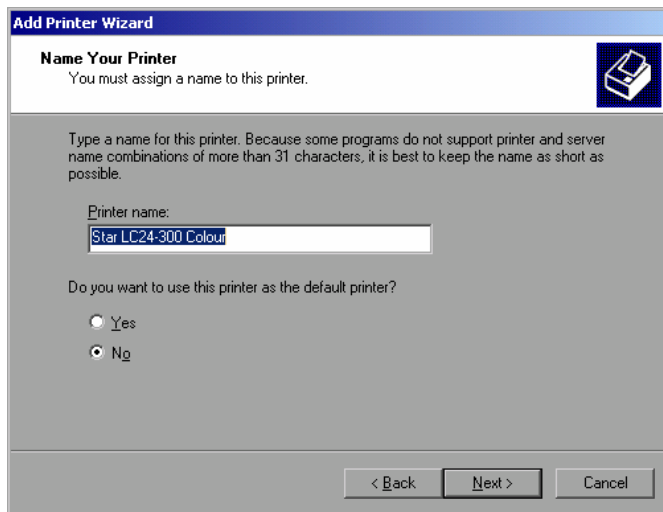 Add Printer Wizard
Name Your Printer
You must assign a name to this printer.
Type a name for this printer. Because some programs do not support printer and server
name combinations of more than 31 characters, it is best to keep the name as short as
possible.
Printer name:
Star LC24-300 Colour
Do you want to use this printer as the default printer?
Yes
No
< Back Next > Cancel